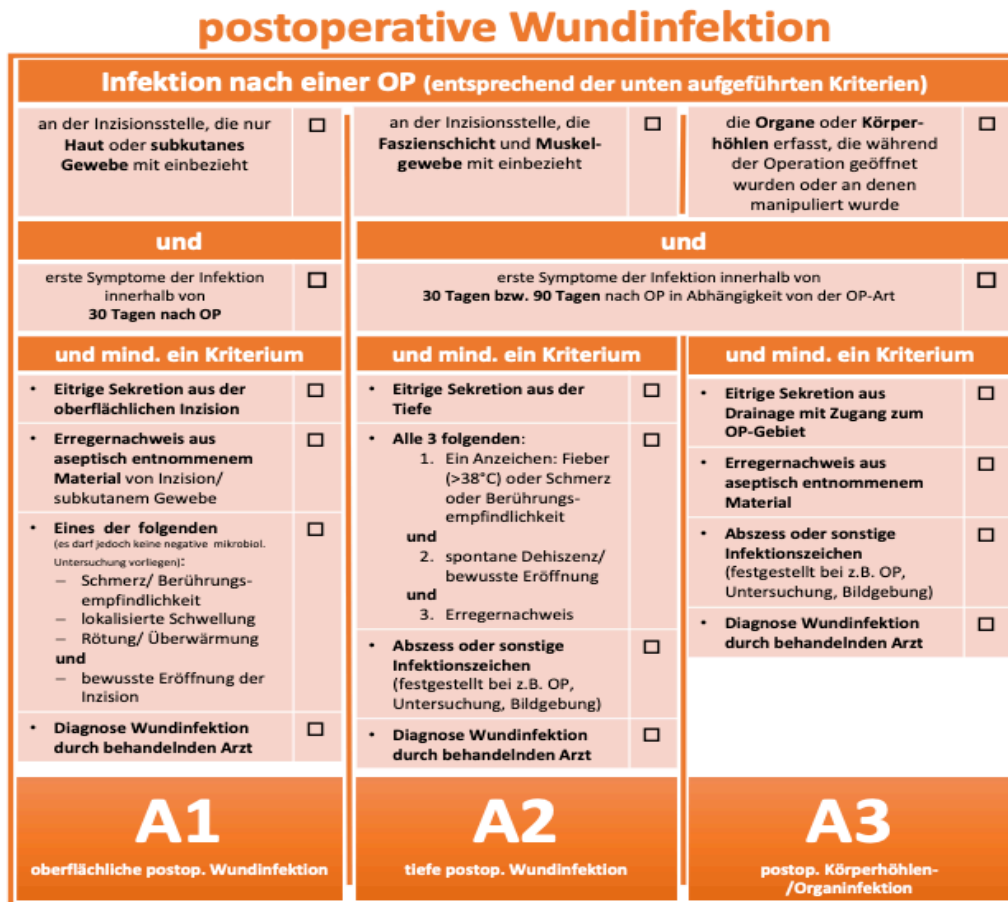 postoperative Wundinfektion
Infektion nach einer OP (entsprechend der unten aufgeführten Kriterien)
an der Inzisionsstelle, die nur
Haut oder subkutanes
Gewebe mit einbezieht
an der Inzisionsstelle, die
Faszienschicht und Muskel-
gewebe mit einbezieht
die Organe oder Körper-
höhlen erfasst, die während
der Operation geöffnet
wurden oder an denen
manipuliert wurde
und
und
erste Symptome der Infektion
innerhalb von
30 Tagen nach OP
erste Symptome der Infektion innerhalb von
30 Tagen bzw. 90 Tagen nach OP in Abhängigkeit von der OP-Art
und mind. ein Kriterium
• Eitrige Sekretion aus der
oberflächlichen Inzision
• Erregernachweis aus
aseptisch entnommenem
Material von Inzision/
subkutanem Gewebe
• Eines der folgenden
(es darf jedoch keine negative mikrobiol.
Untersuchung vorliegen):
– Schmerz/ Berührungs-
empfindlichkeit
– lokalisierte Schwellung
– Rötung/ Überwärmung
und
– bewusste Eröffnung der
Inzision
• Diagnose Wundinfektion
durch behandelnden Arzt
und mind. ein Kriterium
• Eitrige Sekretion aus der
Tiefe
• Alle 3 folgenden:
1. Ein Anzeichen: Fieber
(>38°C) oder Schmerz
oder Berührungs-
empfindlichkeit
und
2. spontane Dehiszenz/
bewusste Eröffnung
und
3. Erregernachweis
• Abszess oder sonstige
Infektionszeichen
(festgestellt bei z.B. OP,
Untersuchung, Bildgebung)
• Diagnose Wundinfektion
durch behandelnden Arzt
und mind. ein Kriterium
• Eitrige Sekretion aus
Drainage mit Zugang zum
OP-Gebiet
• Erregernachweis aus
aseptisch entnommenem
Material
• Abszess oder sonstige
Infektionszeichen
(festgestellt bei z.B. OP,
Untersuchung, Bildgebung)
• Diagnose Wundinfektion
durch behandelnden Arzt
A1
oberflächliche postop. Wundinfektion
A2
tiefe postop. Wundinfektion
A3
postop. Körperhöhlen-
/Organinfektion